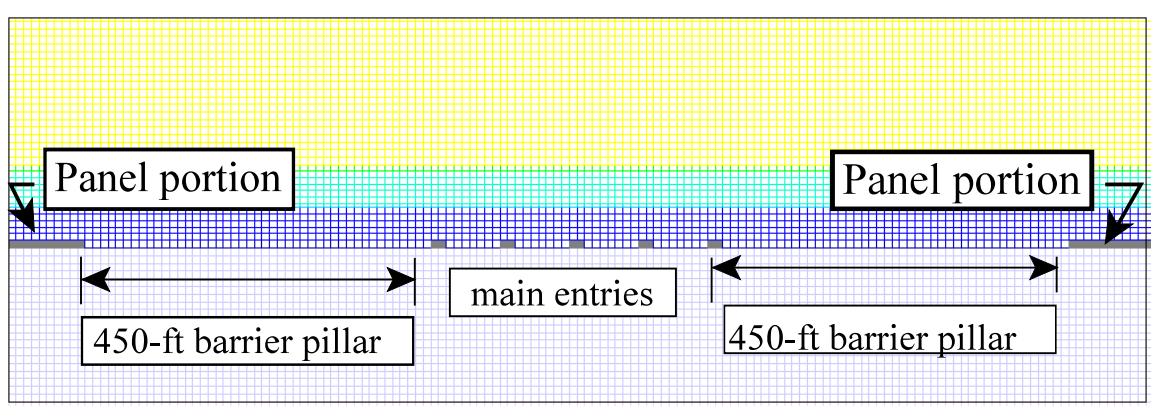 Panel portion
Panel portion
main entries
450-ft barrier pillar
450-ft barrier pillar